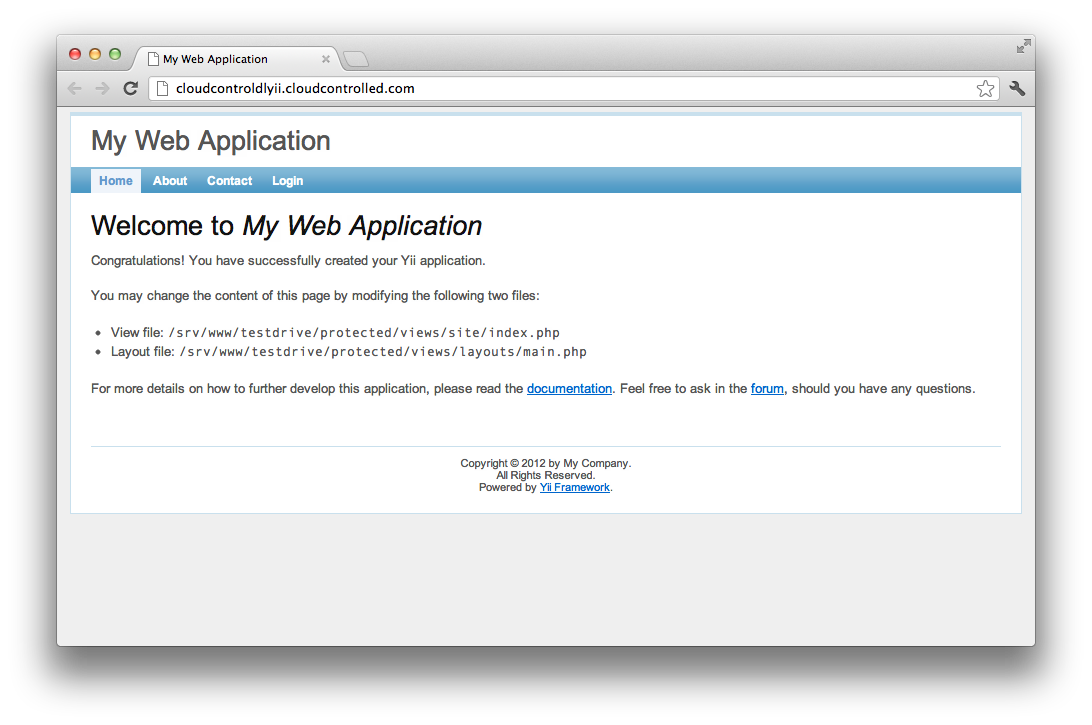 My Web Application
cloudcontroldlyii.cloudcontrolled.com
My Web Application
Home About Contact Login
Welcome to My Web Application
Congratulations! You have successfully created your Yii application.
You may change the content of this page by modifying the following two files:
• View file: /srv/www/testdrive/protected/views/site/index.php
• Layout file: /srv/www/testdrive/protected/views/layouts/main.php
For more details on how to further develop this application, please read the documentation. Feel free to ask in the forum, should you have any questions.
Copyright © 2012 by My Company.
All Rights Reserved.
Powered by Yii Framework.